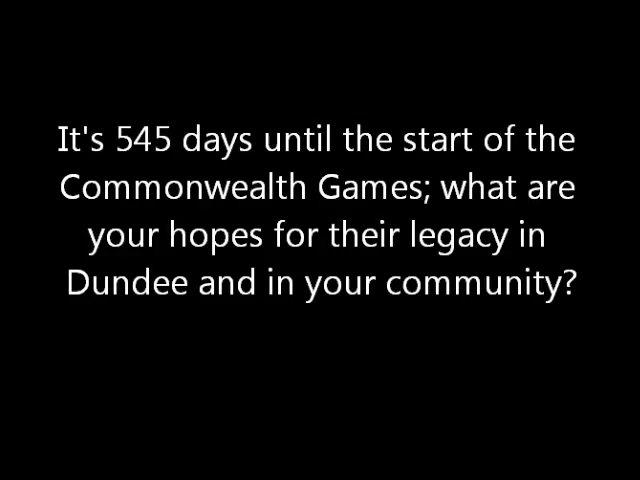 It's 545 days until the start of the
Commonwealth Games; what are
your hopes for their legacy in
Dundee and in your community?